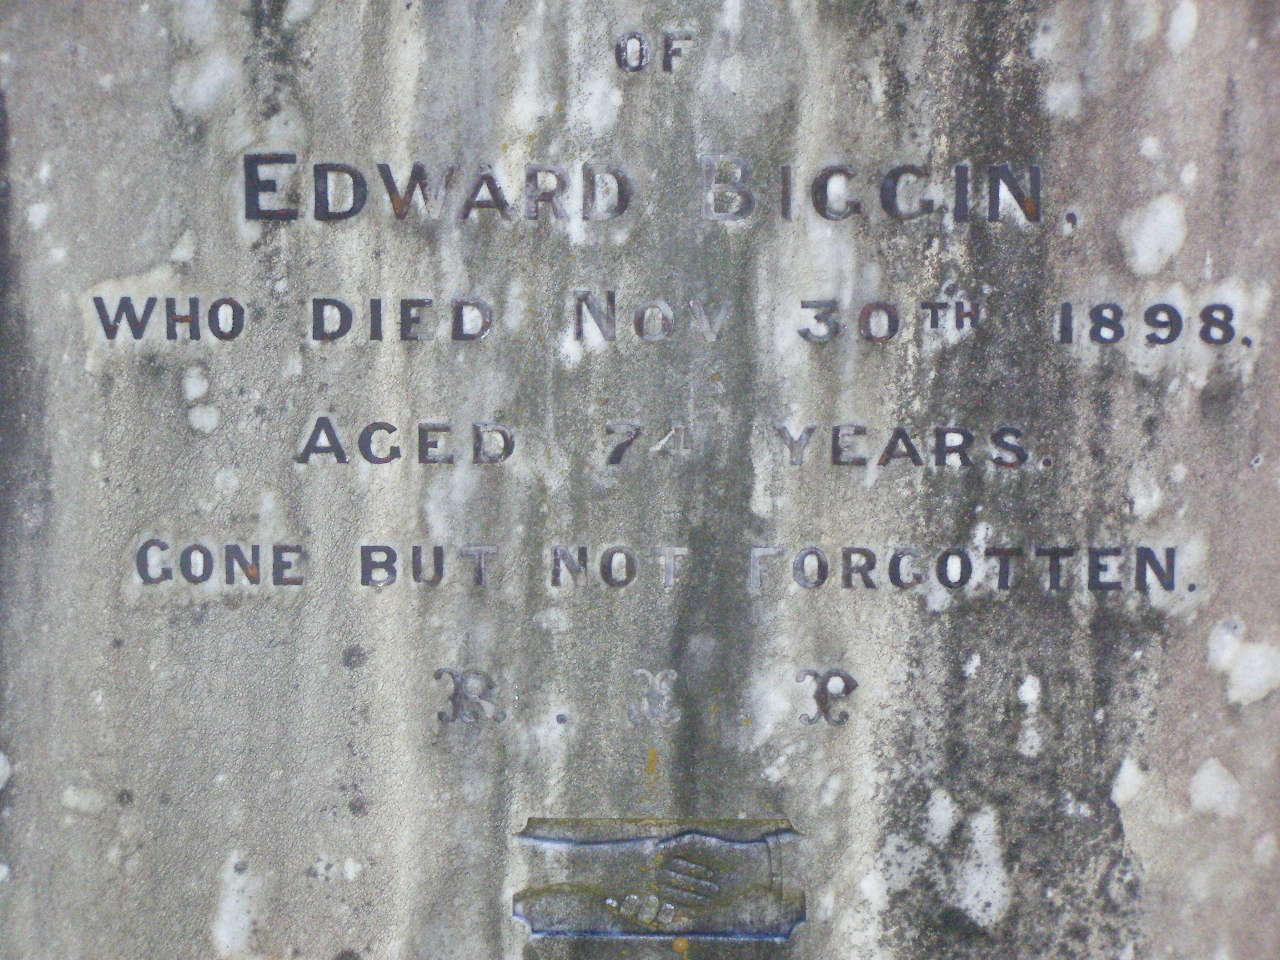 OF
EDWARD BIGGIN,
WHO DIED NOV 30TH 1898.
AGED 74 YEARS.
GONE BUT NOT FORGOTTEN.
R. I P